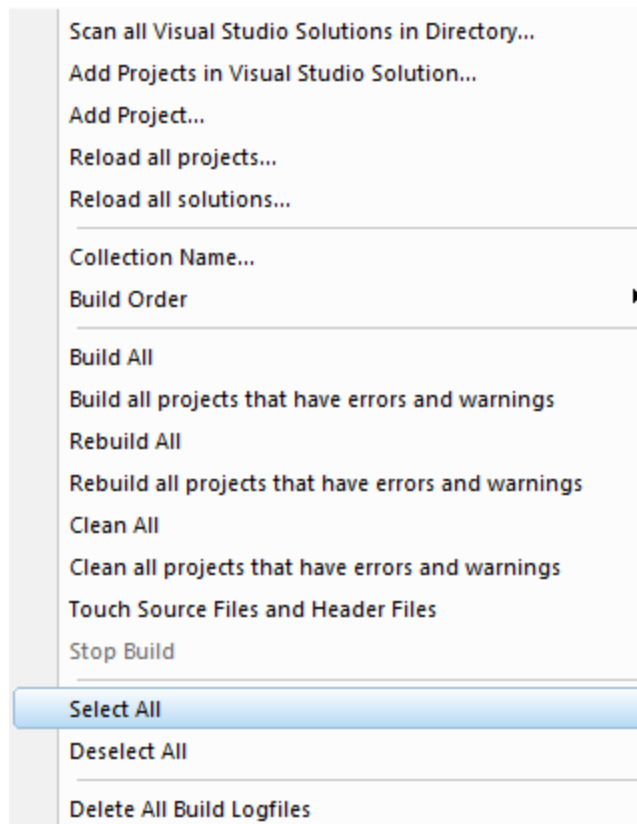 Scan all Visual Studio Solutions in Directory...
Add Projects in Visual Studio Solution...
Add Project...
Reload all projects...
Reload all solutions...
Collection Name...
Build Order
Build All
Build all projects that have errors and warnings
Rebuild All
Rebuild all projects that have errors and warnings
Clean All
Clean all projects that have errors and warnings
Touch Source Files and Header Files
Stop Build
Select All
Deselect All
Delete All Build Logfiles